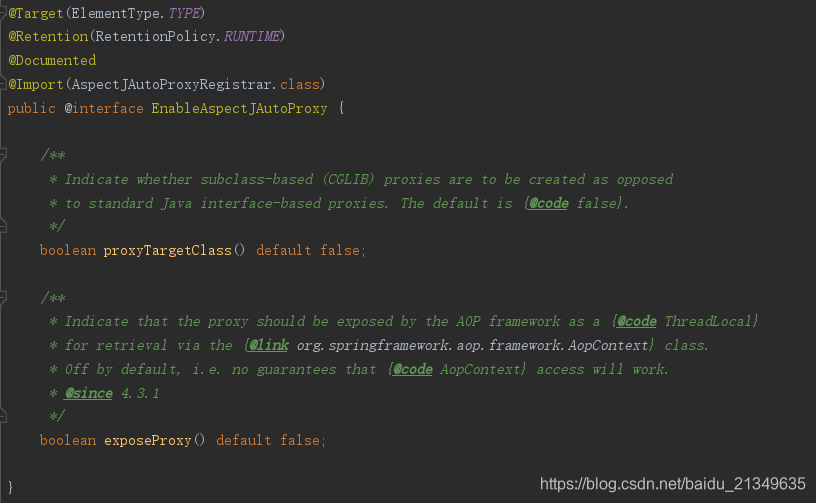 @Target(ElementType.TYPE)
@Retention(RetentionPolicy.RUNTIME)
@Documented
@Import(AspectJAutoProxyRegistrar.class)
public @interface EnableAspectJAutoProxy {
/**
* Indicate whether subclass-based (CGLIB) proxies are to be created as opposed
* to standard Java interface-based proxies. The default is {@code false}.
*/
boolean proxyTargetClass() default false;
/**
* Indicate that the proxy should be exposed by the AOP framework as a {@code ThreadLocal}
* for retrieval via the {@link org.springframework.aop.framework.AopContext} class.
* Off by default, i.e. no guarantees that {@code AopContext} access will work.
* @since 4.3.1
*/
boolean exposeProxy() default false;
}
https://blog.csdn.net/baidu_21349635